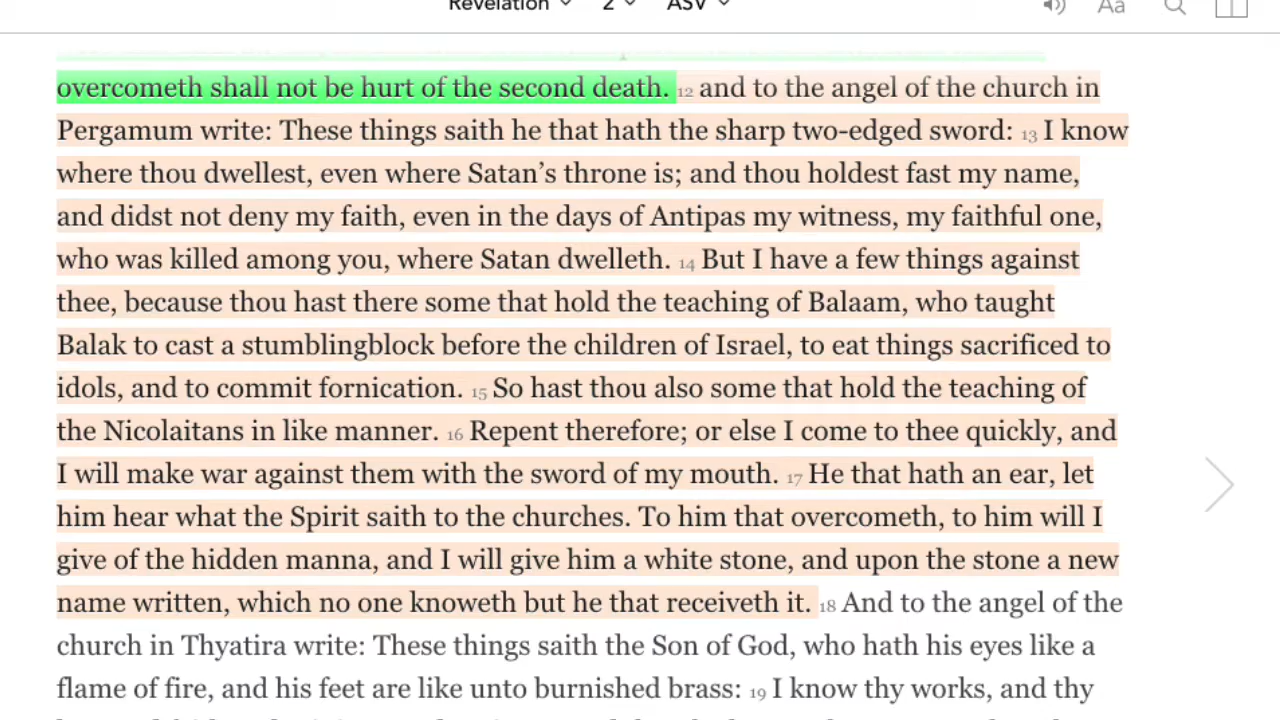 Revelation 2 ASV Aa
overcometh shall not be hurt of the second death. 12 and to the angel of the church in
Pergamum write: These things saith he that hath the sharp two-edged sword: 13 I know
where thou dwellest, even where Satan’s throne is; and thou holdest fast my name,
and didst not deny my faith, even in the days of Antipas my witness, my faithful one,
who was killed among you, where Satan dwelleth. 14 But I have a few things against
thee, because thou hast there some that hold the teaching of Balaam, who taught
Balak to cast a stumblingblock before the children of Israel, to eat things sacrificed to
idols, and to commit fornication. 15 So hast thou also some that hold the teaching of
the Nicolaitans in like manner. 16 Repent therefore; or else I come to thee quickly, and
I will make war against them with the sword of my mouth. 17 He that hath an ear, let
him hear what the Spirit saith to the churches. To him that overcometh, to him will I
give of the hidden manna, and I will give him a white stone, and upon the stone a new
name written, which no one knoweth but he that receiveth it. 18 And to the angel of the
church in Thyatira write: These things saith the Son of God, who hath his eyes like a
flame of fire, and his feet are like unto burnished brass: 19 I know thy works, and thy